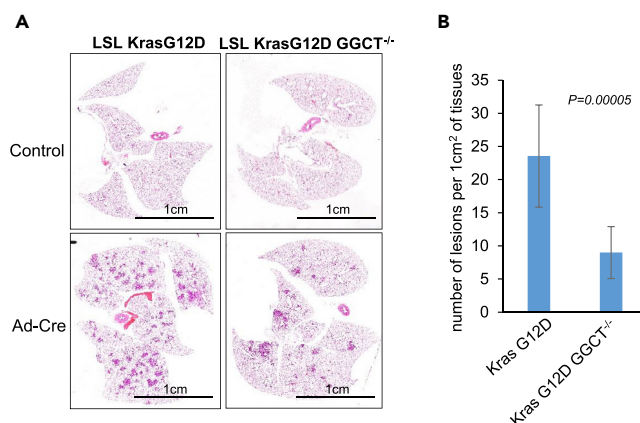 A
LSL KrasG12D
LSL KrasG12D GGCT-/-
Control
1cm
1cm
Ad-Cre
1cm
1cm
B
number of lesions per 1cm2 of tissues
35
30
25
20
15
10
5
0
P=0.00005
Kras G12D
Kras G12D GGCT-/-